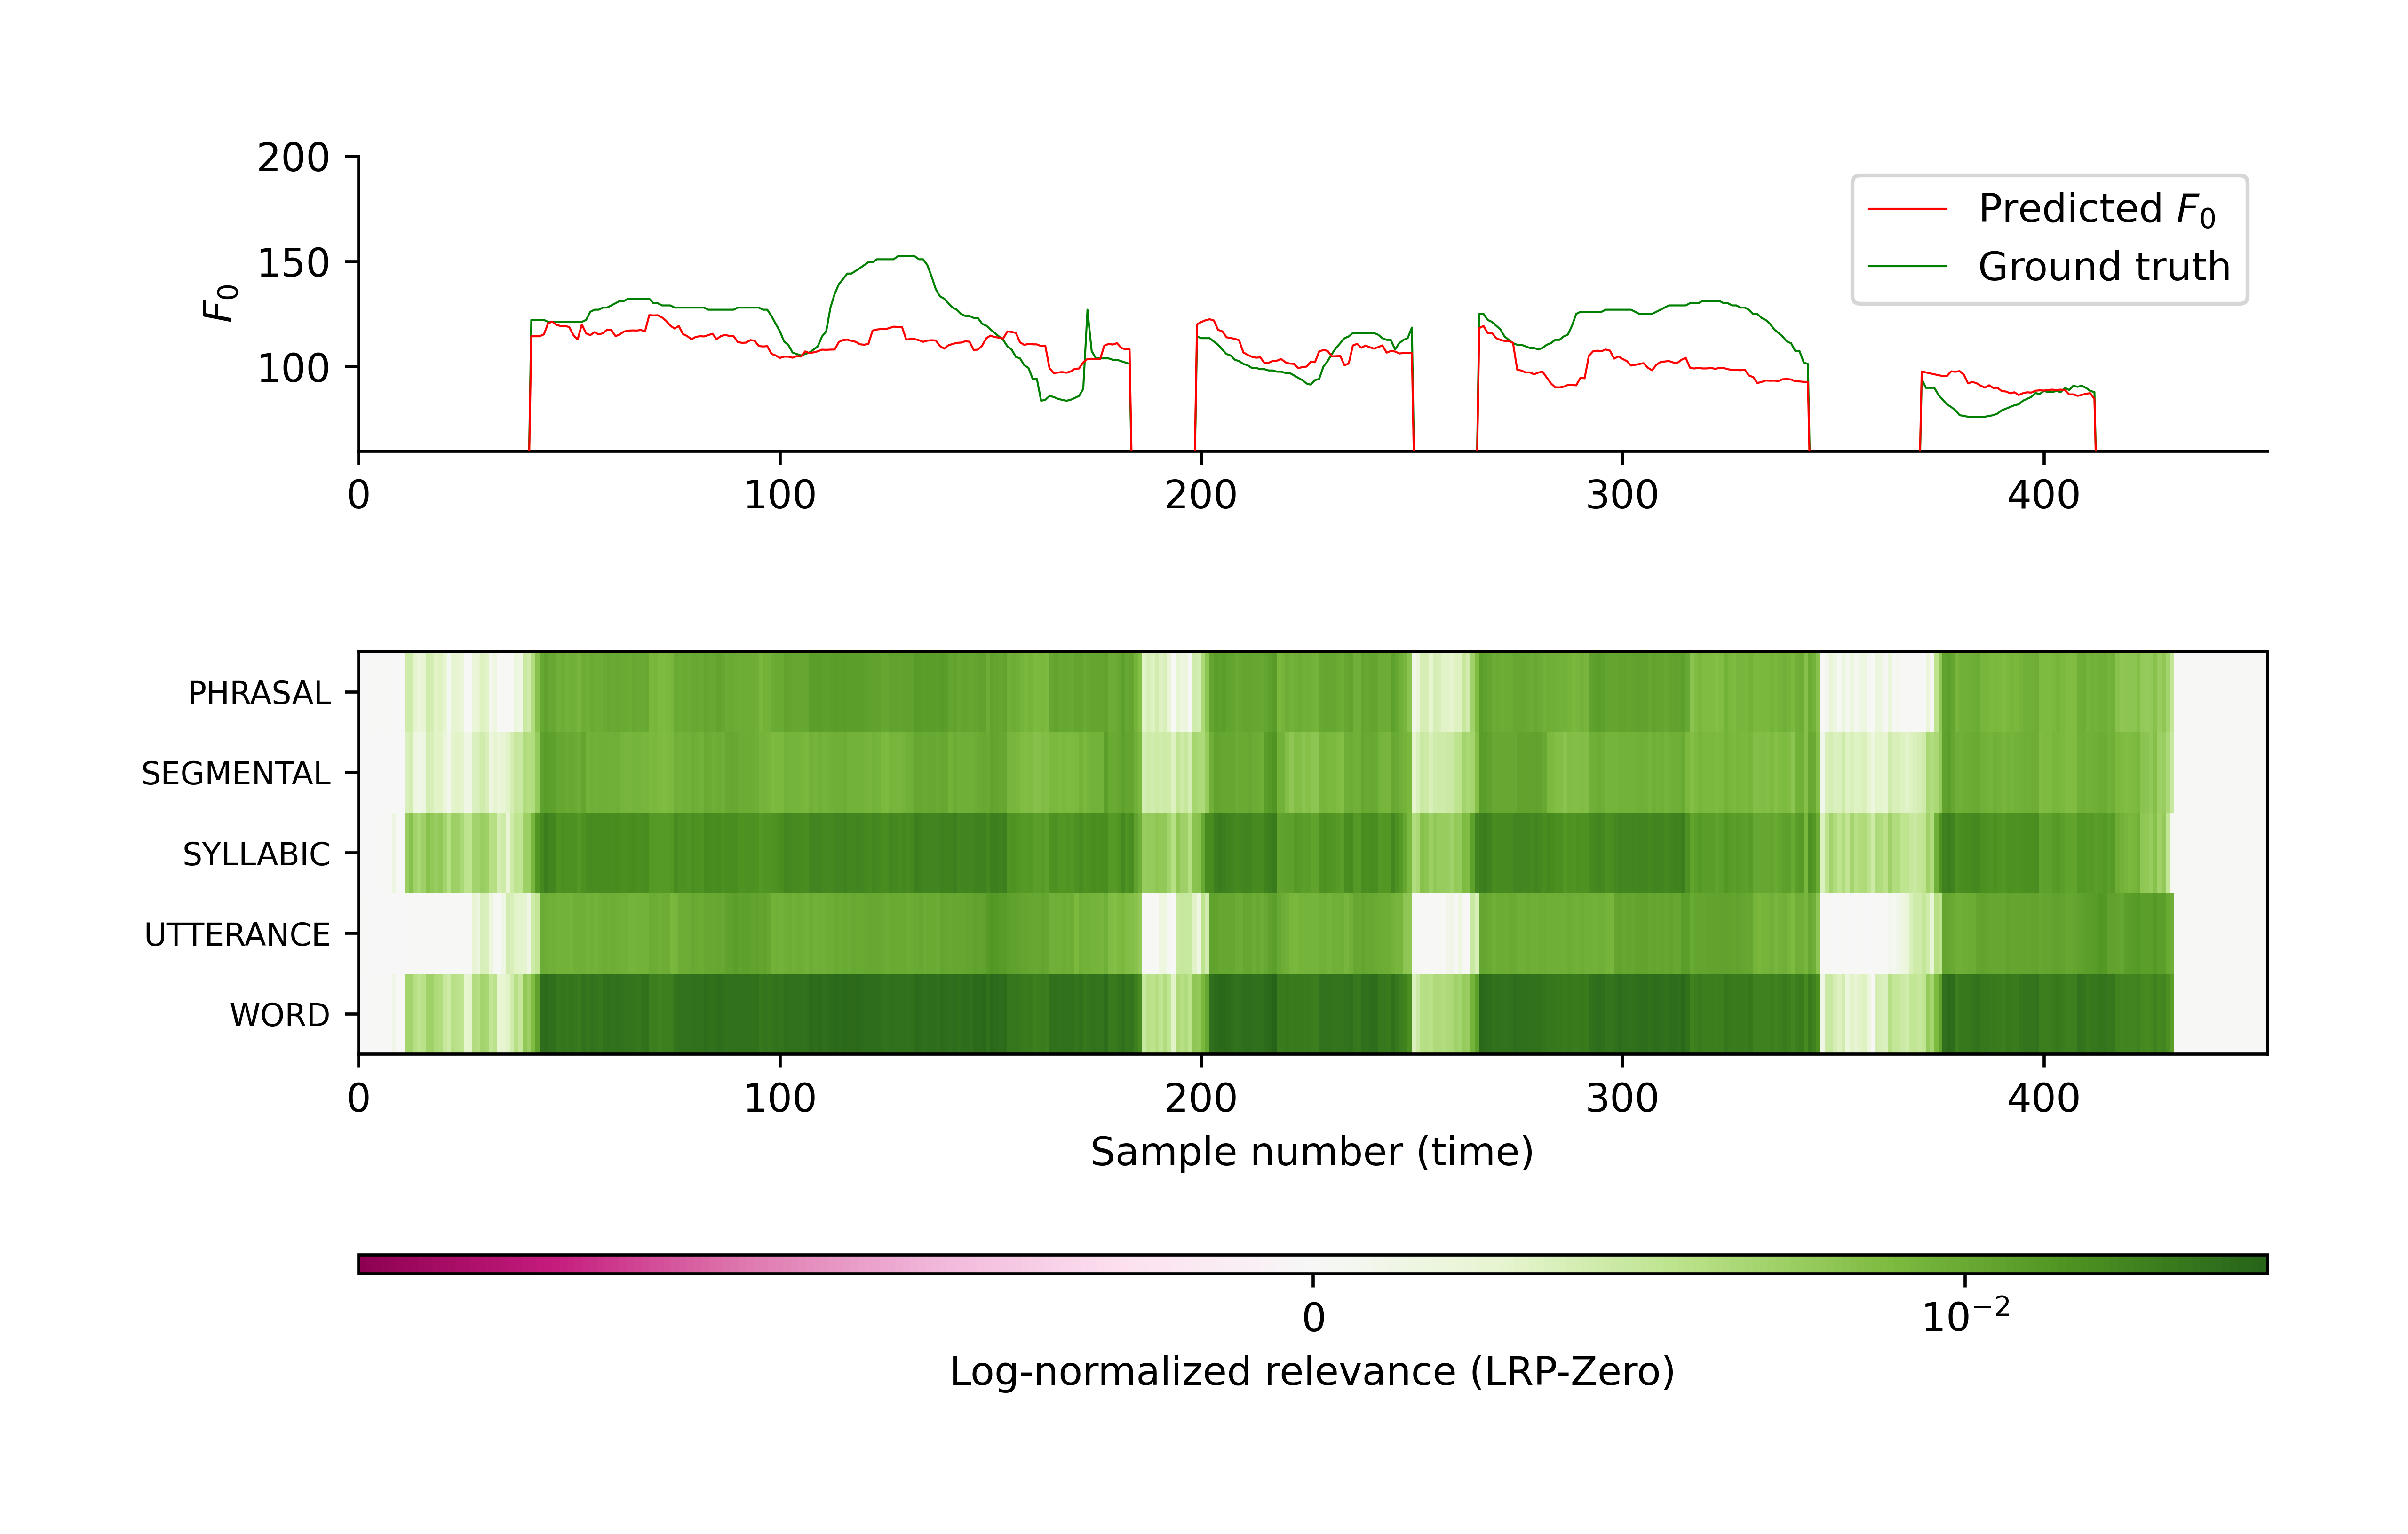 200
150
100
F₀
Predicted F₀
Ground truth
0 100 200 300 400
PHRASAL
SEGMENTAL
SYLLABIC
UTTERANCE
WORD
0 100 200 300 400
Sample number (time)
0 10⁻²
Log-normalized relevance (LRP-Zero)